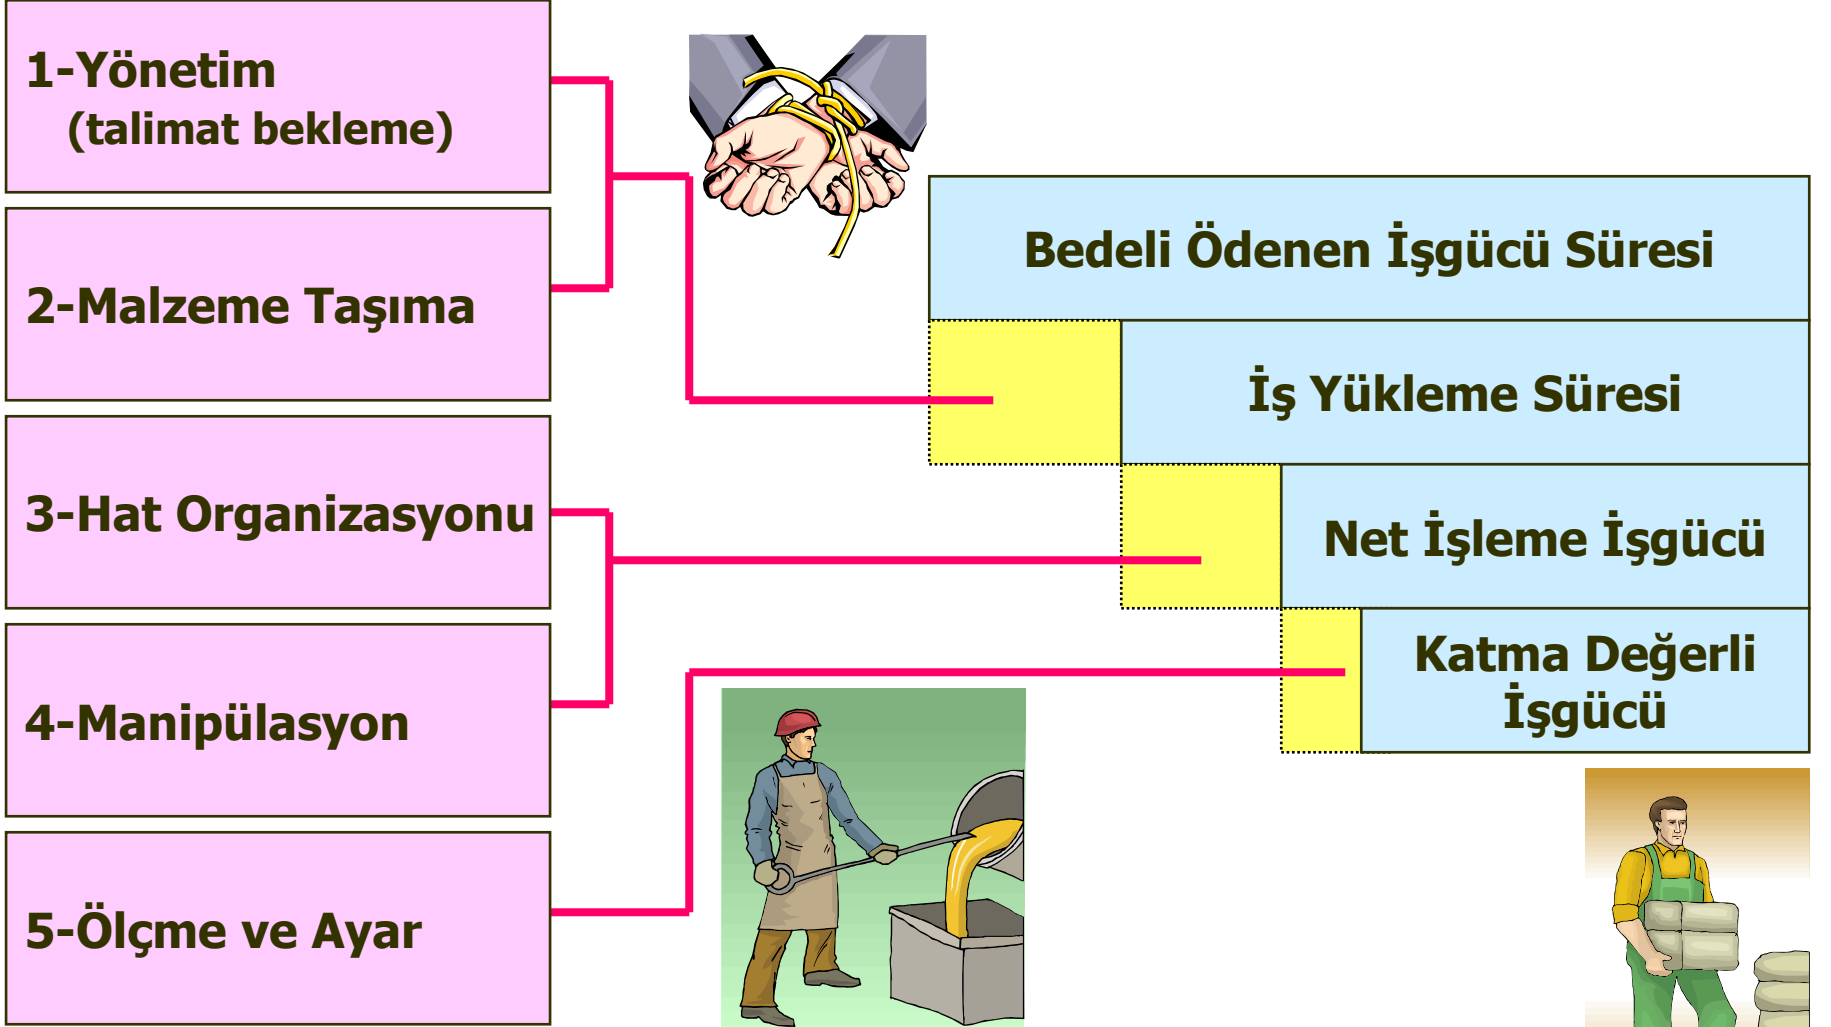 1-Yönetim
(talimat bekleme)
2-Malzeme Taşıma
3-Hat Organizasyonu
4-Manipülasyon
5-Ölçme ve Ayar
Bedeli Ödenen İşgücü Süresi
İş Yükleme Süresi
Net İşleme İşgücü
Katma Değerli
İşgücü